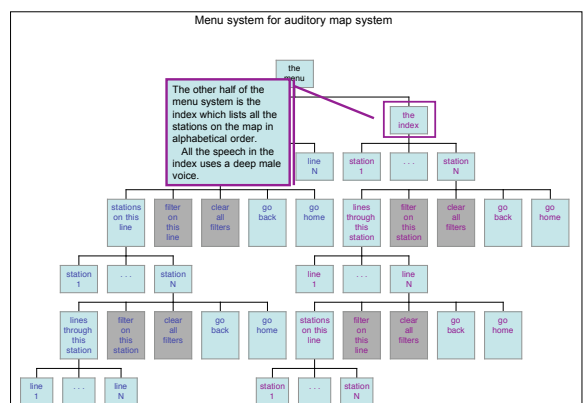 Menu system for auditory map system
the
menu
The other half of the
menu system is the
index which lists all the
stations on the map in
alphabetical order.
All the speech in the
index uses a deep male
voice.
the
index
line
N
station
1
. . .
station
N
stations
on this
line
filter
on this
line
clear
all
filters
go
back
go
home
lines
through
this
station
filter
on
this station
clear
all
filters
go
back
go
home
station
1
. . .
station
N
line
1
. . .
line
N
lines
through
this
station
filter
on
this station
clear
all
filters
go
back
go
home
stations
on this
line
filter
on this
line
clear
all
filters
go
back
go
home
line
1
. . .
line
N
station
1
. . .
station
N